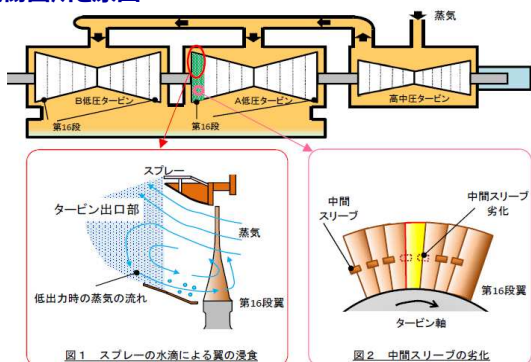 蒸気
B低圧タービン
A低圧タービン
高中圧タービン
第16段
第16段
スプレー
タービン出口部
蒸気
低出力時の蒸気の流れ
第16段翼
図1 スプレーの水滴による翼の浸食
中間
スリーブ
中間スリーブ
劣化
第16段翼
タービン軸
図2 中間スリーブの劣化